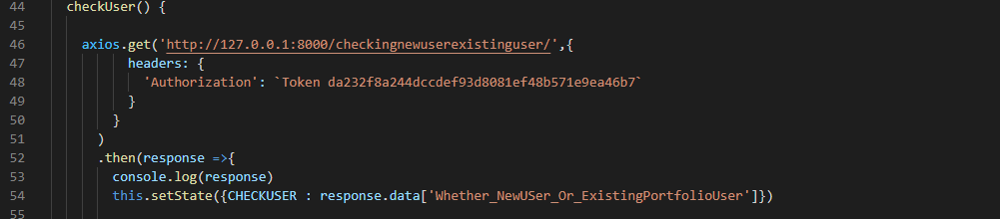 44 checkUser() {
45
46 axios.get('http://127.0.0.1:8000/checkingnewuserexistinguser/',{
47 headers: {
48 'Authorization': `Token da232f8a244dccdef93d8081ef48b571e9ea46b7`
49 }
50 }
51 )
52 .then(response =>{
53 console.log(response)
54 this.setState({CHECKUSER : response.data['Whether_NewUSer_Or_ExistingPortfolioUser']})
55